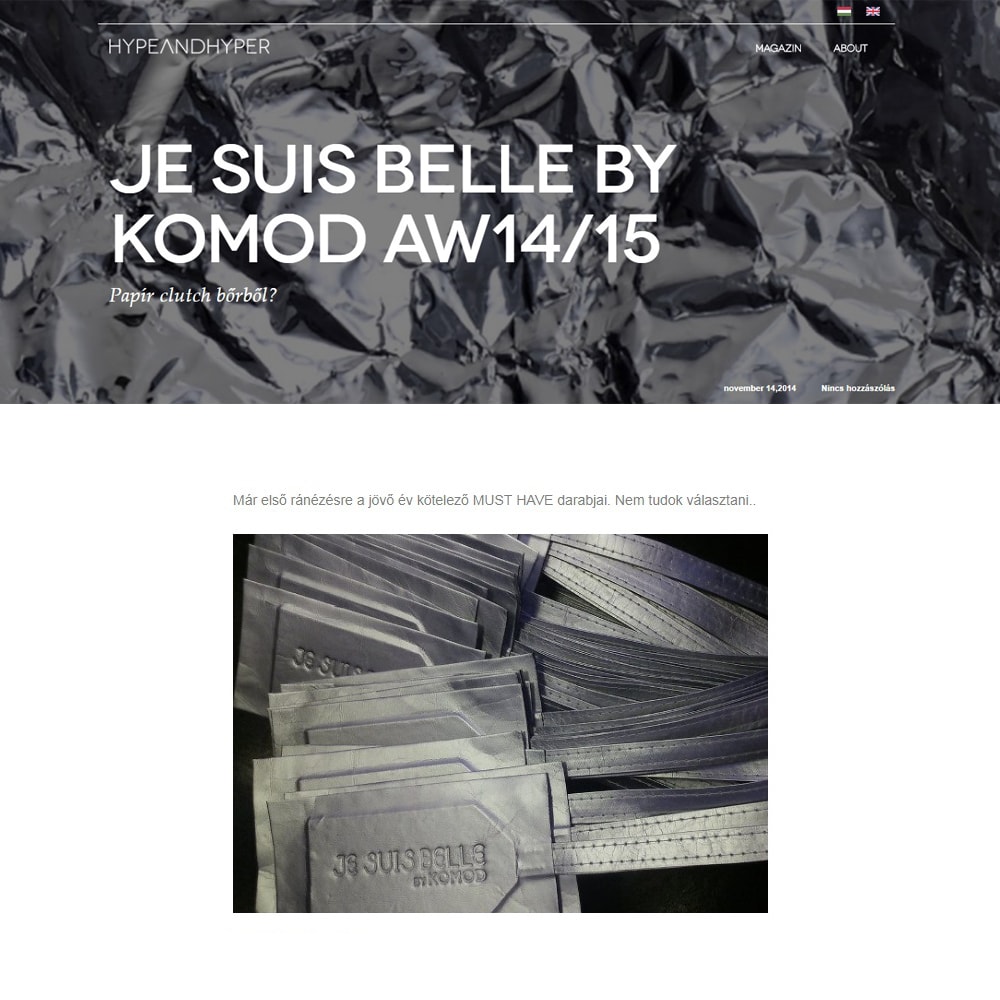 HYPEANDHYPER
MAGAZIN
ABOUT
JE SUIS BELLE BY
KOMOD AW14/15
Papír clutch bőrből?
november 14,2014
Nincs hozzászólás
Már első ránézésre a jövő év kötelező MUST HAVE darabjai. Nem tudok választani..
JE SUIS
JE SUIS BELLE
BY KOMOD